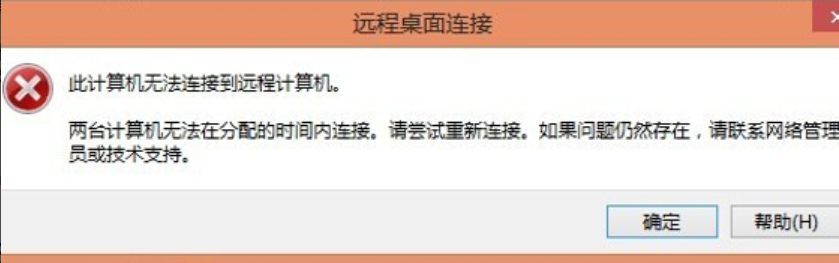 远程桌面连接
此计算机无法连接到远程计算机。
两台计算机无法在分配的时间内连接。请尝试重新连接。如果问题仍然存在，请联系网络管理
员或技术支持。
确定 帮助(H)